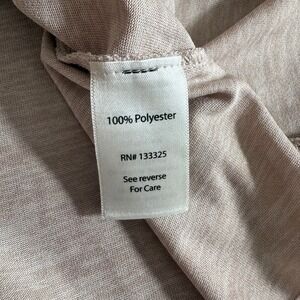 100% Polyester
RN# 133325
See reverse
For Care